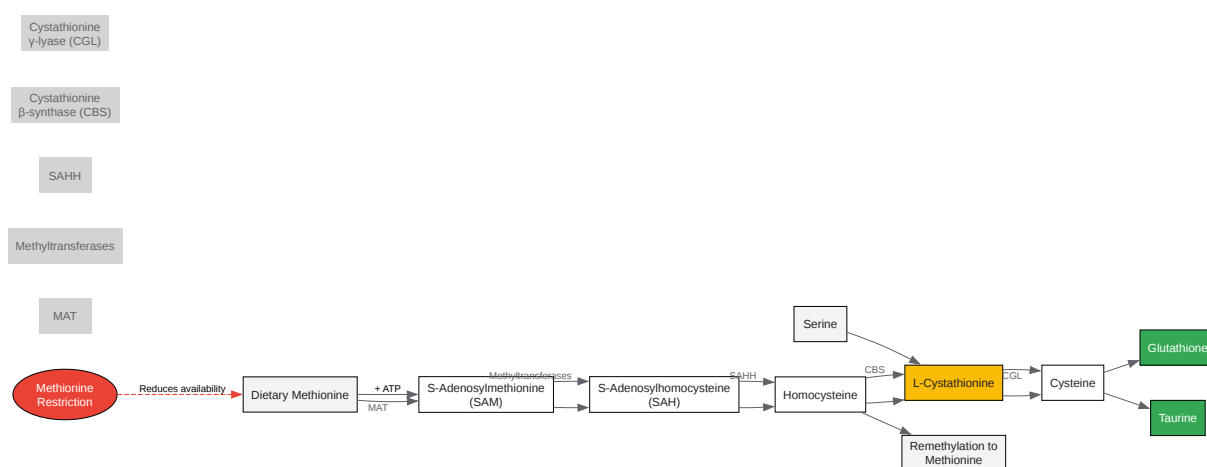 Cystathionine
γ-lyase (CGL)
Cystathionine
β-synthase (CBS)
SAHH
Methyltransferases
MAT
Methionine
Restriction
Reduces availability
Dietary Methionine
+ ATP
MAT
S-Adenosylmethionine
(SAM)
Methyltransferases
S-Adenosylhomocysteine
(SAH)
SAHH
Homocysteine
Serine
CBS
L-Cystathionine
Remethylation to
Methionine
CGL
Cysteine
Glutathione
Taurine